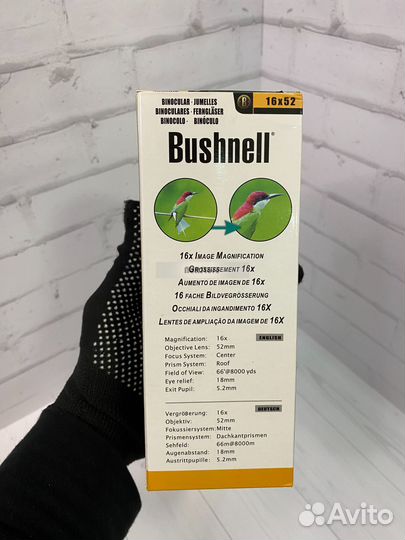 BINOCULAR · JUMELLES
BINOCULARES · FERNGLÄSER
BINOCOLO · BINÓCULO
B 16x52
Bushnell®
16x IMAGE MAGNIFICATION
GROSSISSEMENT 16x
AUMENTO DE IMAGEN DE 16x
16 FACHE BILDVEGRÖSSERUNG
OCCHIALI DA INGANDIMENTO 16X
LENTES DE AMPLIAÇÃO DA IMAGEM DE 16X
ENGLISH
Magnification: 16x
Objective Lens: 52mm
Focus System: Center
Prism System: Roof
Field of View: 66'@8000 yds
Eye relief: 18mm
Exit Pupil: 5.2mm
DEUTSCH
Vergrößerung: 16x
Objektiv: 52mm
Fokussiersystem: Mitte
Prismensystem: Dachkantprismen
Sehfeld: 66m@8000m
Augenabstand: 18mm
Austrittpupille: 5.2mm
Avito